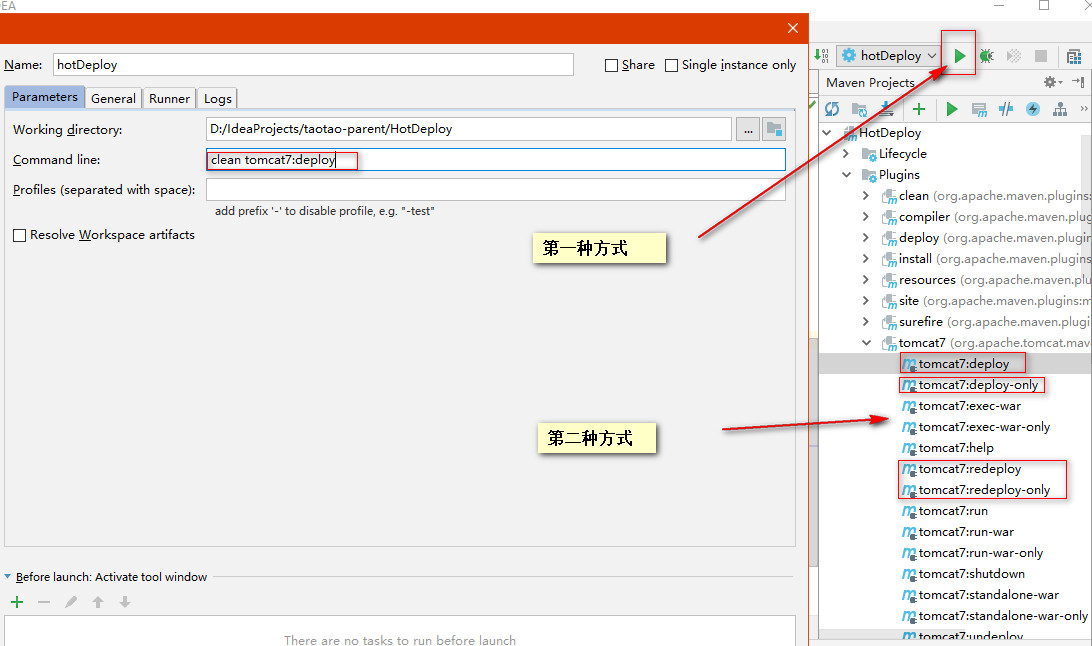 EA
Name: hotDeploy
Share
Single instance only
Parameters General Runner Logs
Working directory: D:/IdeaProjects/taotao-parent/HotDeploy ...
Command line: clean tomcat7:deploy
Profiles (separated with space):
add prefix '-' to disable profile, e.g. "-test"
Resolve Workspace artifacts
第一种方式
第二种方式
Before launch: Activate tool window
There are no tasks to run before launch
hotDeploy
Maven Projects
HotDeploy
Lifecycle
Plugins
clean (org.apache.maven.plugins:
compiler (org.apache.maven.plu
deploy (org.apache.maven.plugin
install (org.apache.maven.plugins
resources (org.apache.maven.plu
site (org.apache.maven.plugins:m
surefire (org.apache.maven.plugi
tomcat7 (org.apache.tomcat.mav
tomcat7:deploy
tomcat7:deploy-only
tomcat7:exec-war
tomcat7:exec-war-only
tomcat7:help
tomcat7:redeploy
tomcat7:redeploy-only
tomcat7:run
tomcat7:run-war
tomcat7:run-war-only
tomcat7:shutdown
tomcat7:standalone-war
tomcat7:standalone-war-only
tomcat7:undeploy